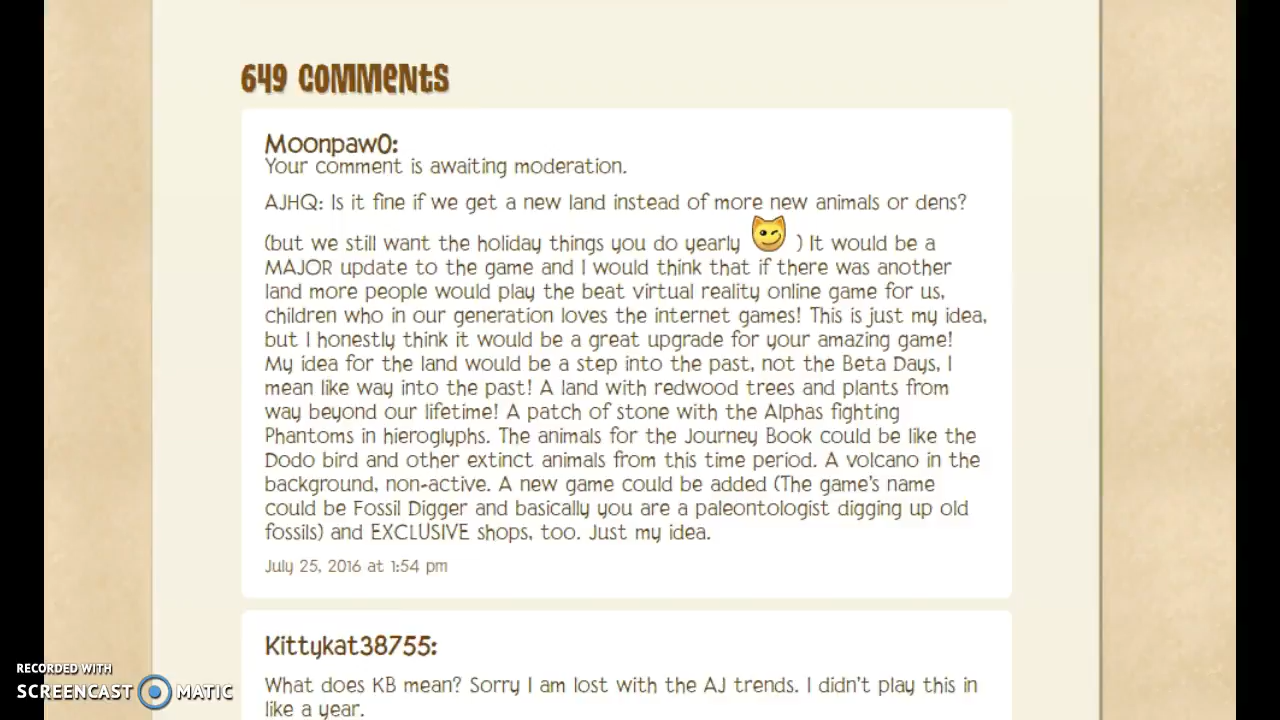 649 Comments
Moonpaw0:
Your comment is awaiting moderation.
AJHQ: Is it fine if we get a new land instead of more new animals or dens?
(but we still want the holiday things you do yearly ) It would be a
MAJOR update to the game and I would think that if there was another
land more people would play the beat virtual reality online game for us,
children who in our generation loves the internet games! This is just my idea,
but I honestly think it would be a great upgrade for your amazing game!
My idea for the land would be a step into the past, not the Beta Days, I
mean like way into the past! A land with redwood trees and plants from
way beyond our lifetime! A patch of stone with the Alphas fighting
Phantoms in hieroglyphs. The animals for the Journey Book could be like the
Dodo bird and other extinct animals from this time period. A volcano in the
background, non-active. A new game could be added (The game's name
could be Fossil Digger and basically you are a paleontologist digging up old
fossils) and EXCLUSIVE shops, too. Just my idea.
July 25, 2016 at 1:54 pm
Kittykat38755:
What does KB mean? Sorry I am lost with the AJ trends. I didn't play this in
like a year.
RECORDED WITH
SCREENCAST MATIC